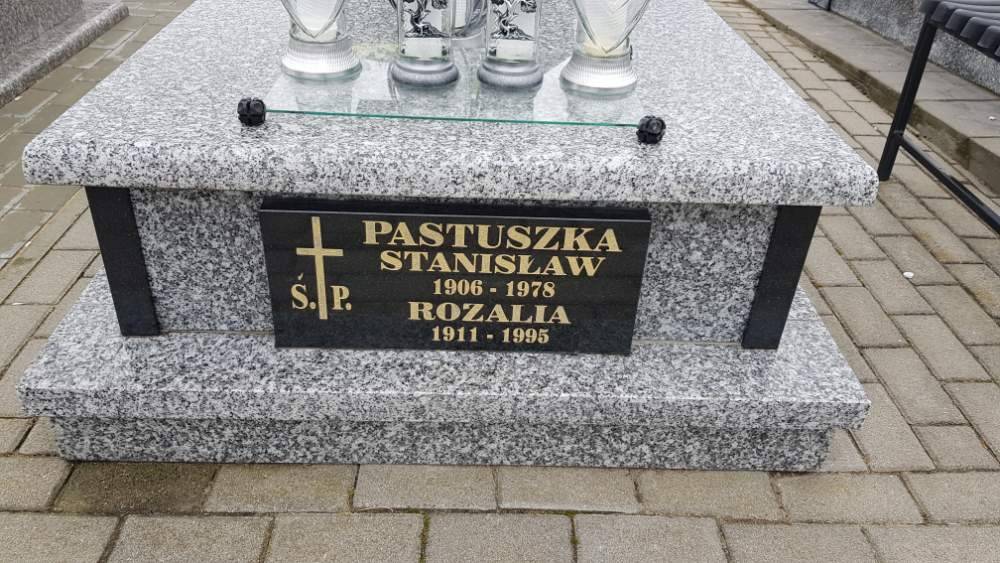 PASTUSZKA
STANISŁAW
1906 - 1978
Ś.P.
ROZALIA
1911 - 1995